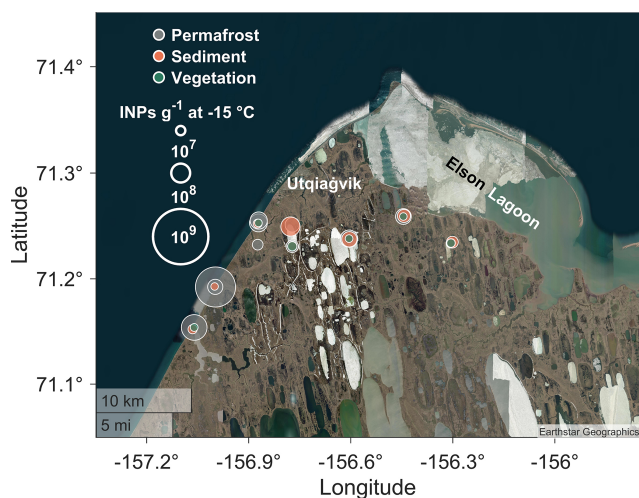 Permafrost
Sediment
Vegetation
INPs g⁻¹ at -15 °C
10⁷
10⁸
10⁹
Utqiaġvik
Elson Lagoon
71.4°
71.3°
71.2°
71.1°
Latitude
10 km
5 mi
Earthstar Geographics
-157.2 -156.9 -156.6 -156.3 -156°
Longitude